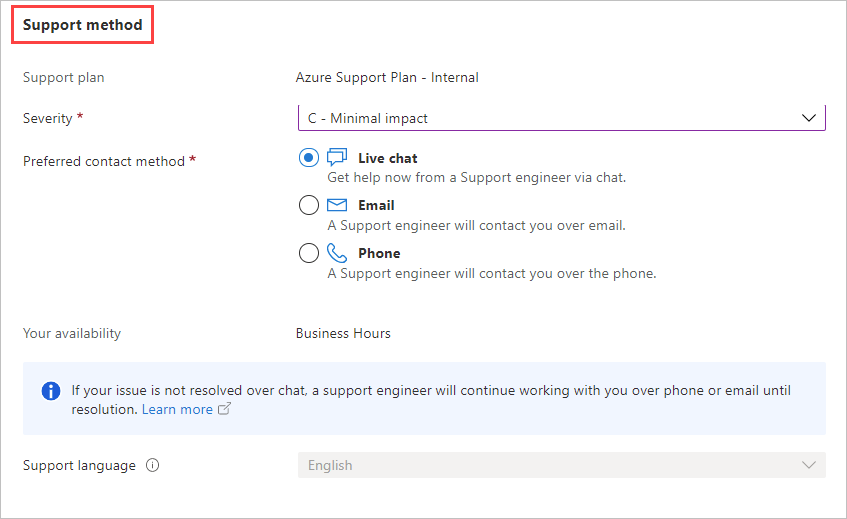 Support method
Support plan
Azure Support Plan - Internal
Severity *
C - Minimal impact
Preferred contact method *
Live chat
Get help now from a Support engineer via chat.
Email
A Support engineer will contact you over email.
Phone
A Support engineer will contact you over the phone.
Your availability
Business Hours
If your issue is not resolved over chat, a support engineer will continue working with you over phone or email until
resolution. Learn more
Support language
English